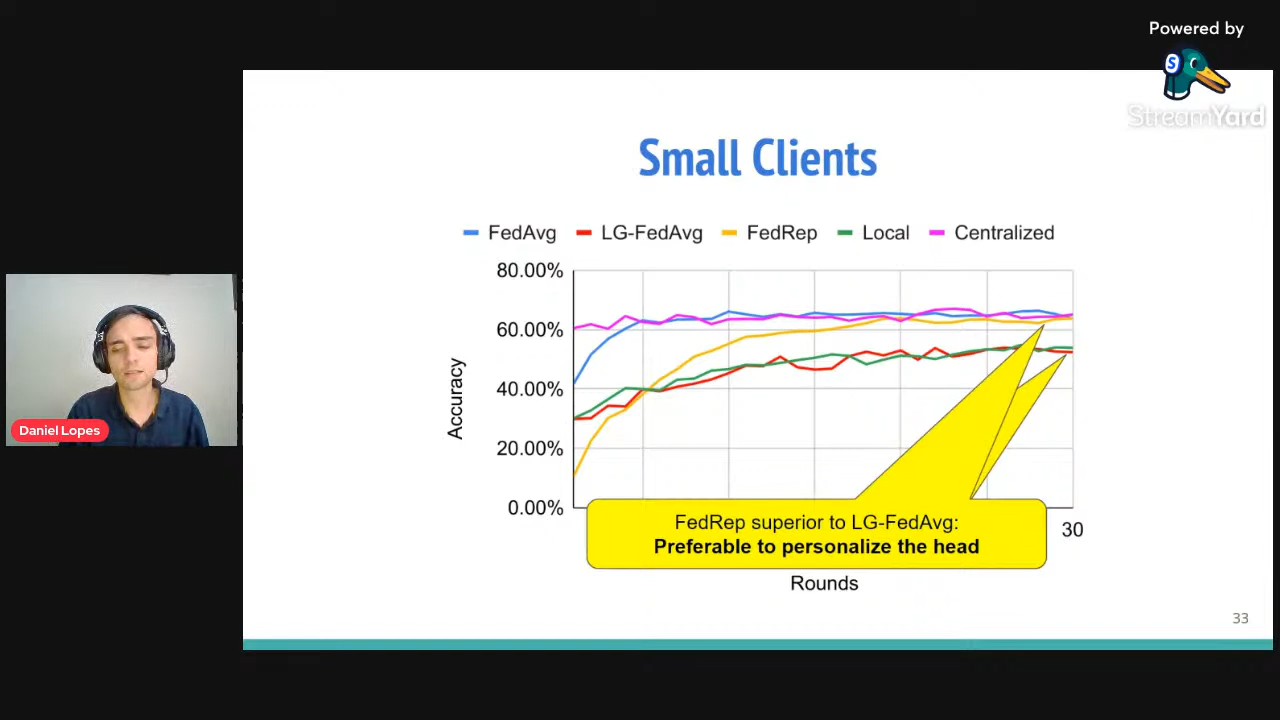 Powered by
S
StreamYard
Small Clients
FedAvg LG-FedAvg FedRep Local Centralized
80.00%
60.00%
40.00%
20.00%
0.00%
Accuracy
FedRep superior to LG-FedAvg:
Preferable to personalize the head
30
Rounds
33
Daniel Lopes